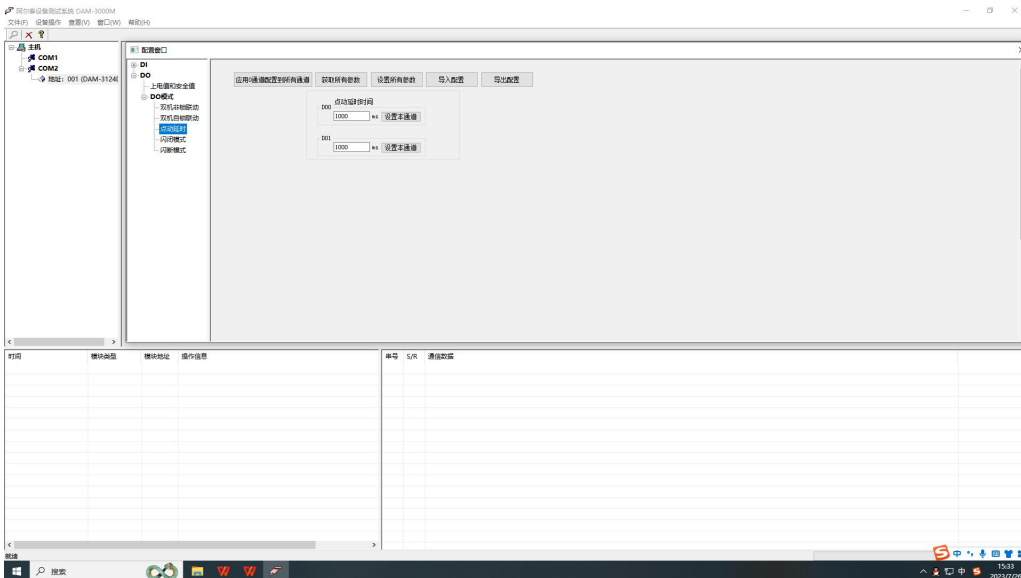 阿尔泰设备测试系统 DAM-3000M
文件(F) 设备操作 查看(V) 窗口(W) 帮助(H)
主机
COM1
COM2
地址: 001 (DAM-3124(
配置窗口
DI
DO
上电值和安全值
DO模式
双机非自锁联动
双机自锁联动
点动延时
闪闭模式
闪断模式
应用0通道配置到所有通道 获取所有参数 设置所有参数 导入配置 导出配置
点动延时时间
DO0
1000 ms 设置本通道
DO1
1000 ms 设置本通道
时间 模块类型 模块地址 操作信息
串号 S/R 通信数据
就绪
中
搜索
中
15:33
2023/7/26